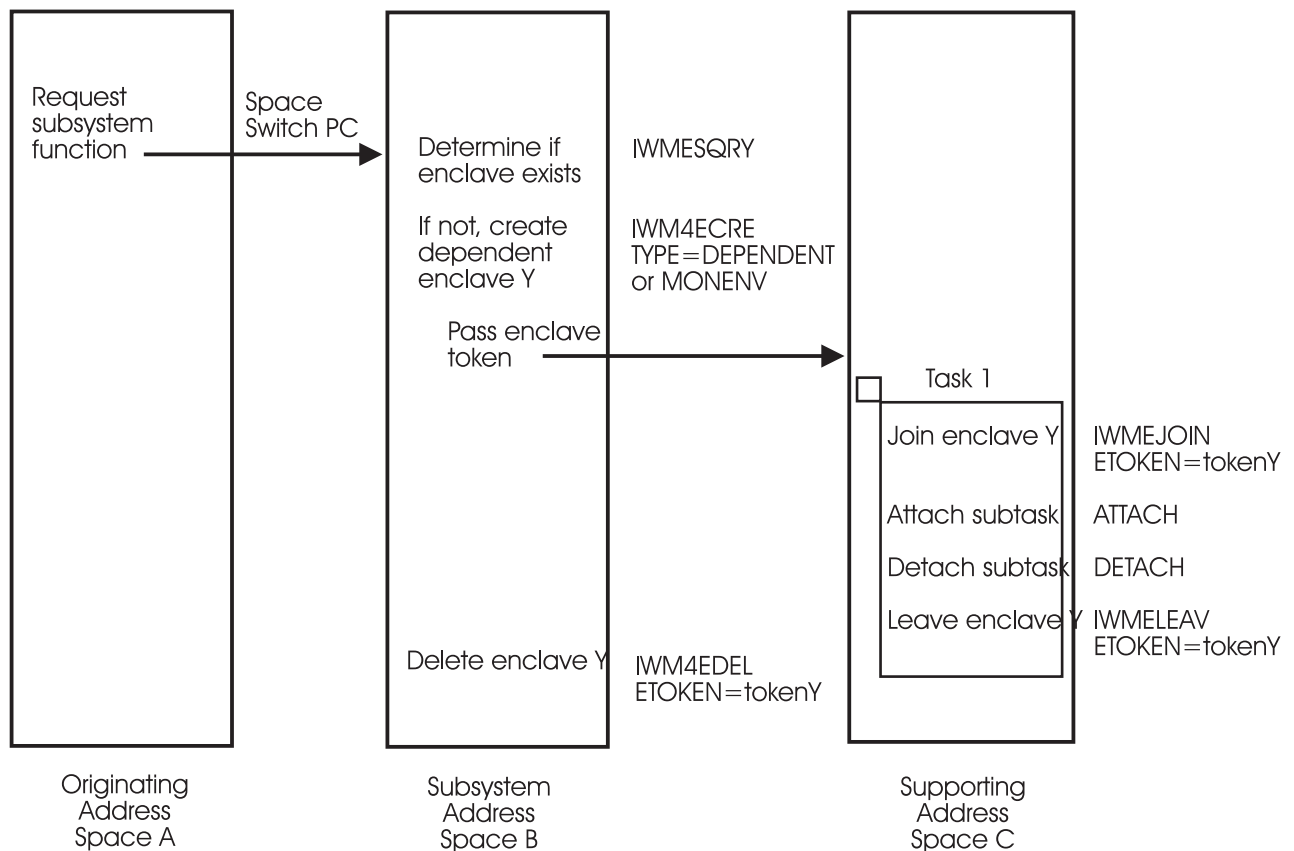 Request
subsystem
function
Space
Switch PC
Determine if
enclave exists
IWMESQRY
If not, create
dependent
enclave Y
IWM4ECRE
TYPE=DEPENDENT
or MONENV
Pass enclave
token
Task 1
Join enclave Y
IWMEJOIN
ETOKEN=tokenY
Attach subtask
ATTACH
Detach subtask
DETACH
Leave enclave Y
IWMELEAV
ETOKEN=tokenY
Delete enclave Y
IWM4EDEL
ETOKEN=tokenY
Originating
Address
Space A
Subsystem
Address
Space B
Supporting
Address
Space C